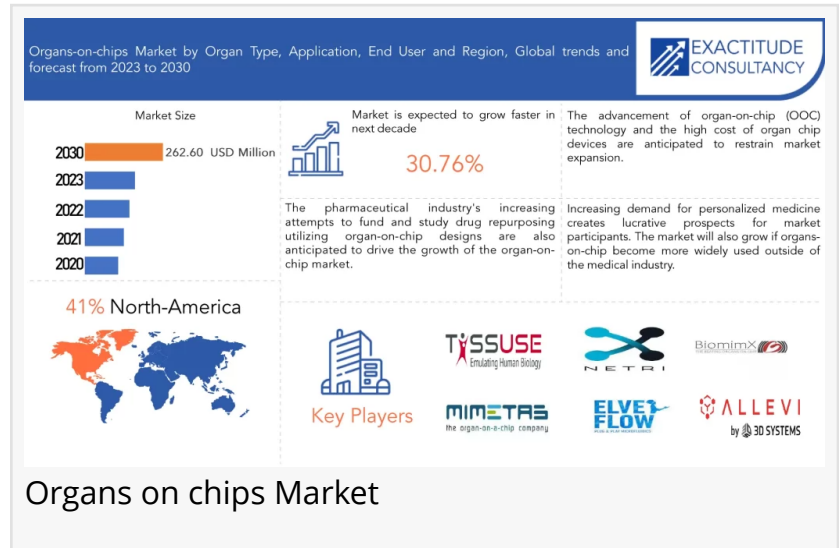 Organs-on-chips Market by Organ Type, Application, End User and Region, Global trends and
forecast from 2023 to 2030
EXACTITUDE
CONSULTANCY
Market Size
2030
262.60 USD Million
2023
2022
2021
2020
Market is expected to grow faster in
next decade
30.76%
The advancement of organ-on-chip (OOC)
technology and the high cost of organ chip
devices are anticipated to restrain market
expansion.
The pharmaceutical industry's increasing
attempts to fund and study drug repurposing
utilizing organ-on-chip designs are also
anticipated to drive the growth of the organ-on-
chip market.
Increasing demand for personalized medicine
creates lucrative prospects for market
participants. The market will also grow if organs-
on-chip become more widely used outside of
the medical industry.
41% North-America
Key Players
TISSUSE
Emulating Human Biology
NETRI
BiomimX
MIMETAS
the organ-on-a-chip company
ELVE
FLOW
ALLEVI
by 3D SYSTEMS
Organs on chips Market